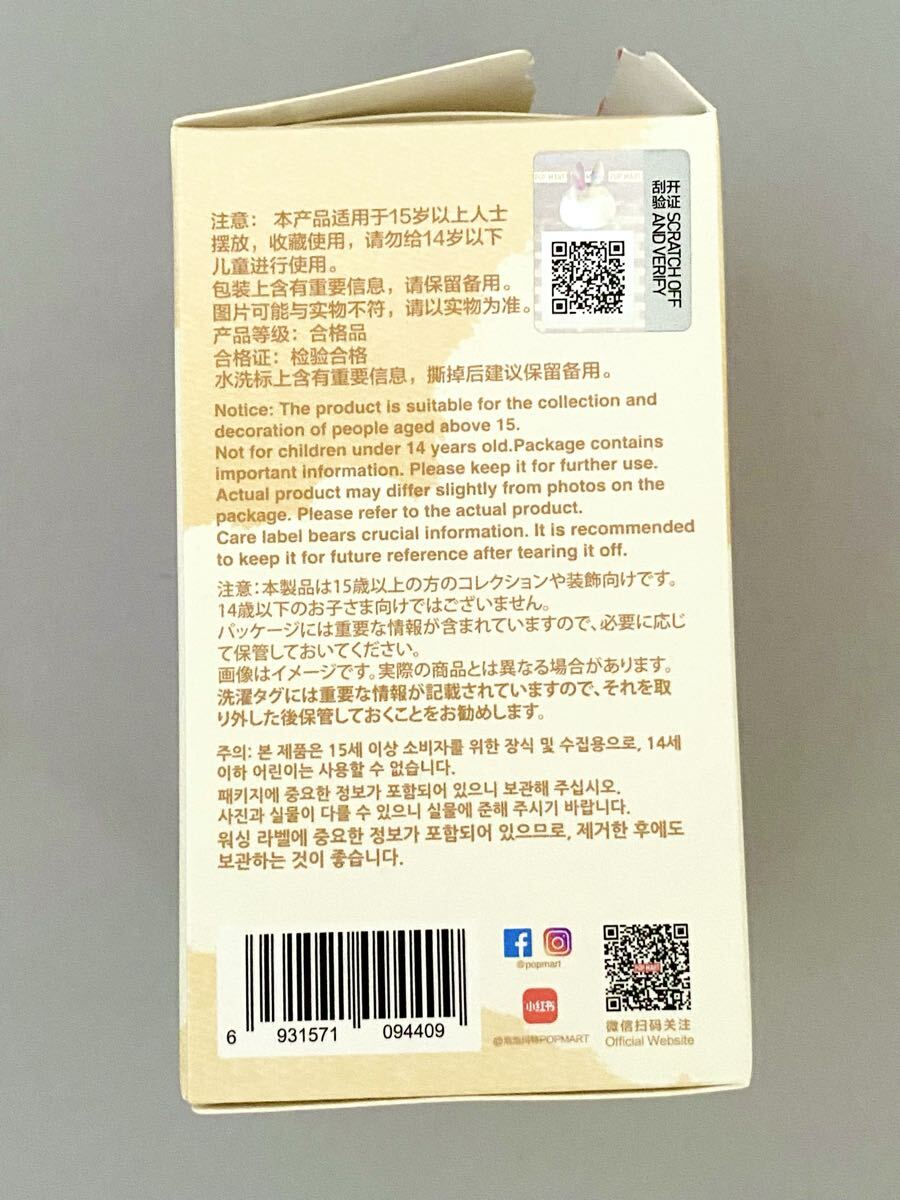 注意：本产品适用于15岁以上人士
摆放，收藏使用，请勿给14岁以下
儿童进行使用。
包装上含有重要信息，请保留备用。
图片可能与实物不符，请以实物为准。
产品等级：合格品
合格证：检验合格
水洗标上含有重要信息，撕掉后建议保留备用。
POP MART
POP MART
刮开
验证
SCRATCH OFF
AND VERIFY
Notice: The product is suitable for the collection and
decoration of people aged above 15.
Not for children under 14 years old.Package contains
important information. Please keep it for further use.
Actual product may differ slightly from photos on the
package. Please refer to the actual product.
Care label bears crucial information. It is recommended
to keep it for future reference after tearing it off.
注意：本製品は15歳以上の方のコレクションや装飾向けです。
14歳以下のお子さま向けではございません。
パッケージには重要な情報が含まれていますので、必要に応じ
て保管しておいてください。
画像はイメージです。実際の商品とは異なる場合があります。
洗濯タグには重要な情報が記載されていますので、それを取
り外した後保管しておくことをお勧めします。
주의: 본 제품은 15세 이상 소비자를 위한 장식 및 수집용으로, 14세
이하 어린이는 사용할 수 없습니다.
패키지에 중요한 정보가 포함되어 있으니 보관해 주십시오.
사진과 실물이 다를 수 있으니 실물에 준해 주시기 바랍니다.
워싱 라벨에 중요한 정보가 포함되어 있으므로, 제거한 후에도
보관하는 것이 좋습니다.
6 931571 094409
@popmart
小红书
@泡泡玛特POPMART
POP MART
微信扫码关注
Official Website